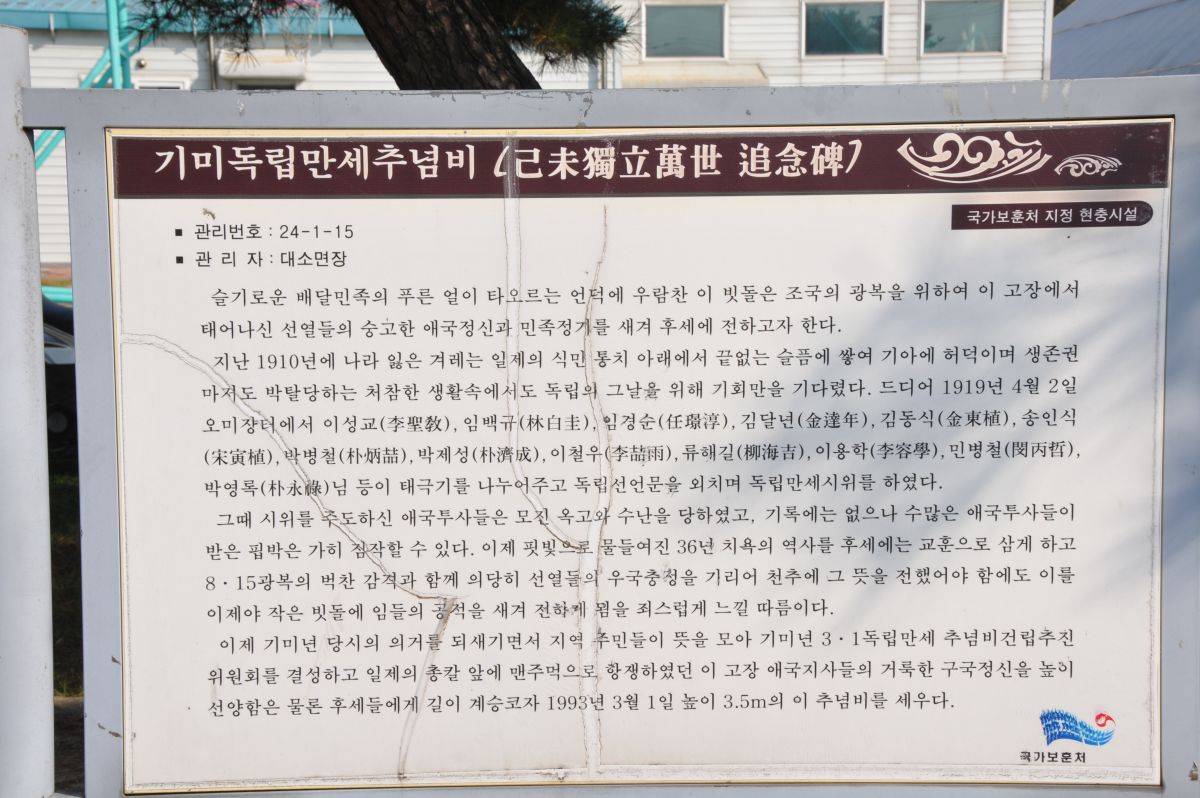 기미독립만세추념비 (己未獨立萬世 追念碑)
국가보훈처 지정 현충시설
▪ 관리번호 : 24-1-15
▪ 관 리 자 : 대소면장
슬기로운 배달민족의 푸른 얼이 타오르는 언덕에 우람찬 이 빗돌은 조국의 광복을 위하여 이 고장에서
태어나신 선열들의 숭고한 애국정신과 민족정기를 새겨 후세에 전하고자 한다.
지난 1910년에 나라 잃은 겨레는 일제의 식민 통치 아래에서 끝없는 슬픔에 쌓여 기아에 허덕이며 생존권
마저도 박탈당하는 처참한 생활속에서도 독립의 그날을 위해 기회만을 기다렸다. 드디어 1919년 4월 2일
오미장터에서 이성교(李聖敎), 임백규(林白圭), 임경순(任璟淳), 김달년(金達年), 김동식(金東植), 송인식
(宋寅植), 박병철(朴炳喆), 박제성(朴濟成), 이철우(李喆雨), 류해길(柳海吉), 이용학(李容學), 민병철(閔丙哲),
박영록(朴永祿)님 등이 태극기를 나누어주고 독립선언문을 외치며 독립만세시위를 하였다.
그때 시위를 주도하신 애국투사들은 모진 옥고와 수난을 당하였고, 기록에는 없으나 수많은 애국투사들이
받은 핍박은 가히 짐작할 수 있다. 이제 핏빛으로 물들여진 36년 치욕의 역사를 후세에는 교훈으로 삼게 하고
8·15광복의 벅찬 감격과 함께 의당히 선열들의 우국충정을 기리어 천추에 그 뜻을 전했어야 함에도 이를
이제야 작은 빗돌에 임들의 공적을 새겨 전하게 됨을 죄스럽게 느낄 따름이다.
이제 기미년 당시의 의거를 되새기면서 지역 주민들이 뜻을 모아 기미년 3·1독립만세 추념비건립추진
위원회를 결성하고 일제의 총칼 앞에 맨주먹으로 항쟁하였던 이 고장 애국지사들의 거룩한 구국정신을 높이
선양함은 물론 후세들에게 길이 계승코자 1993년 3월 1일 높이 3.5m의 이 추념비를 세우다.
국가보훈처